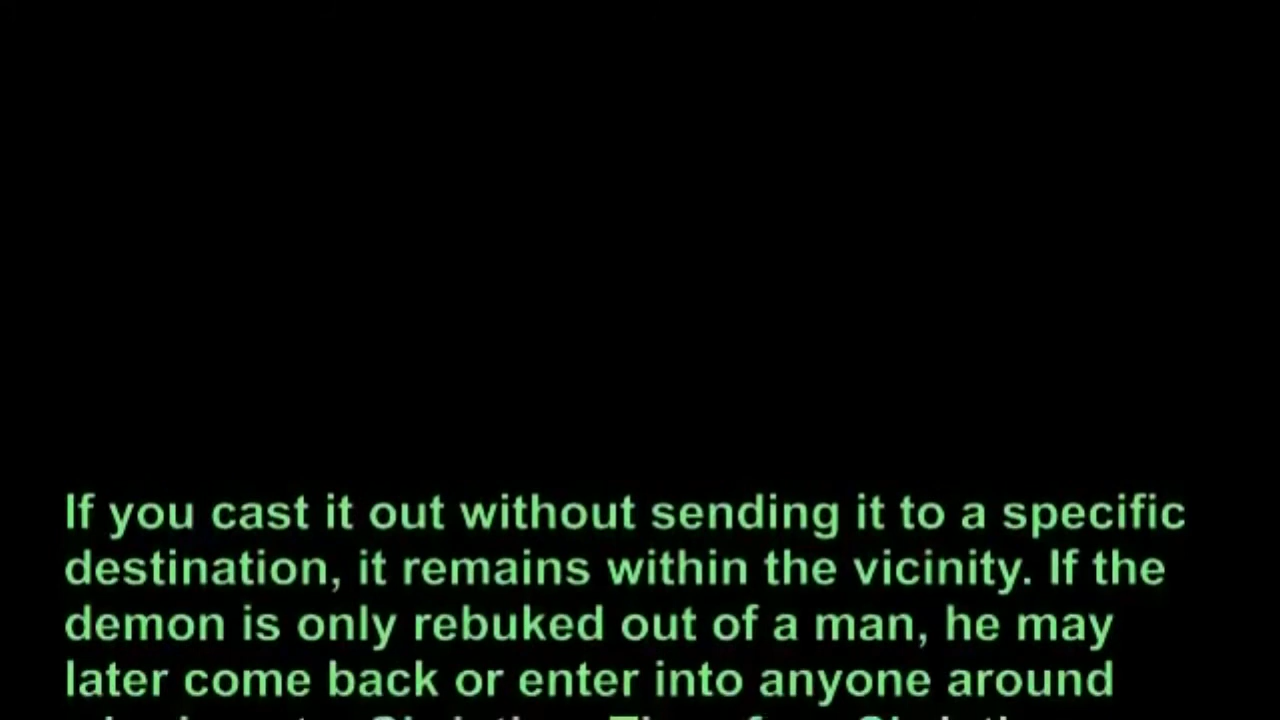 If you cast it out without sending it to a specific
destination, it remains within the vicinity. If the
demon is only rebuked out of a man, he may
later come back or enter into anyone around